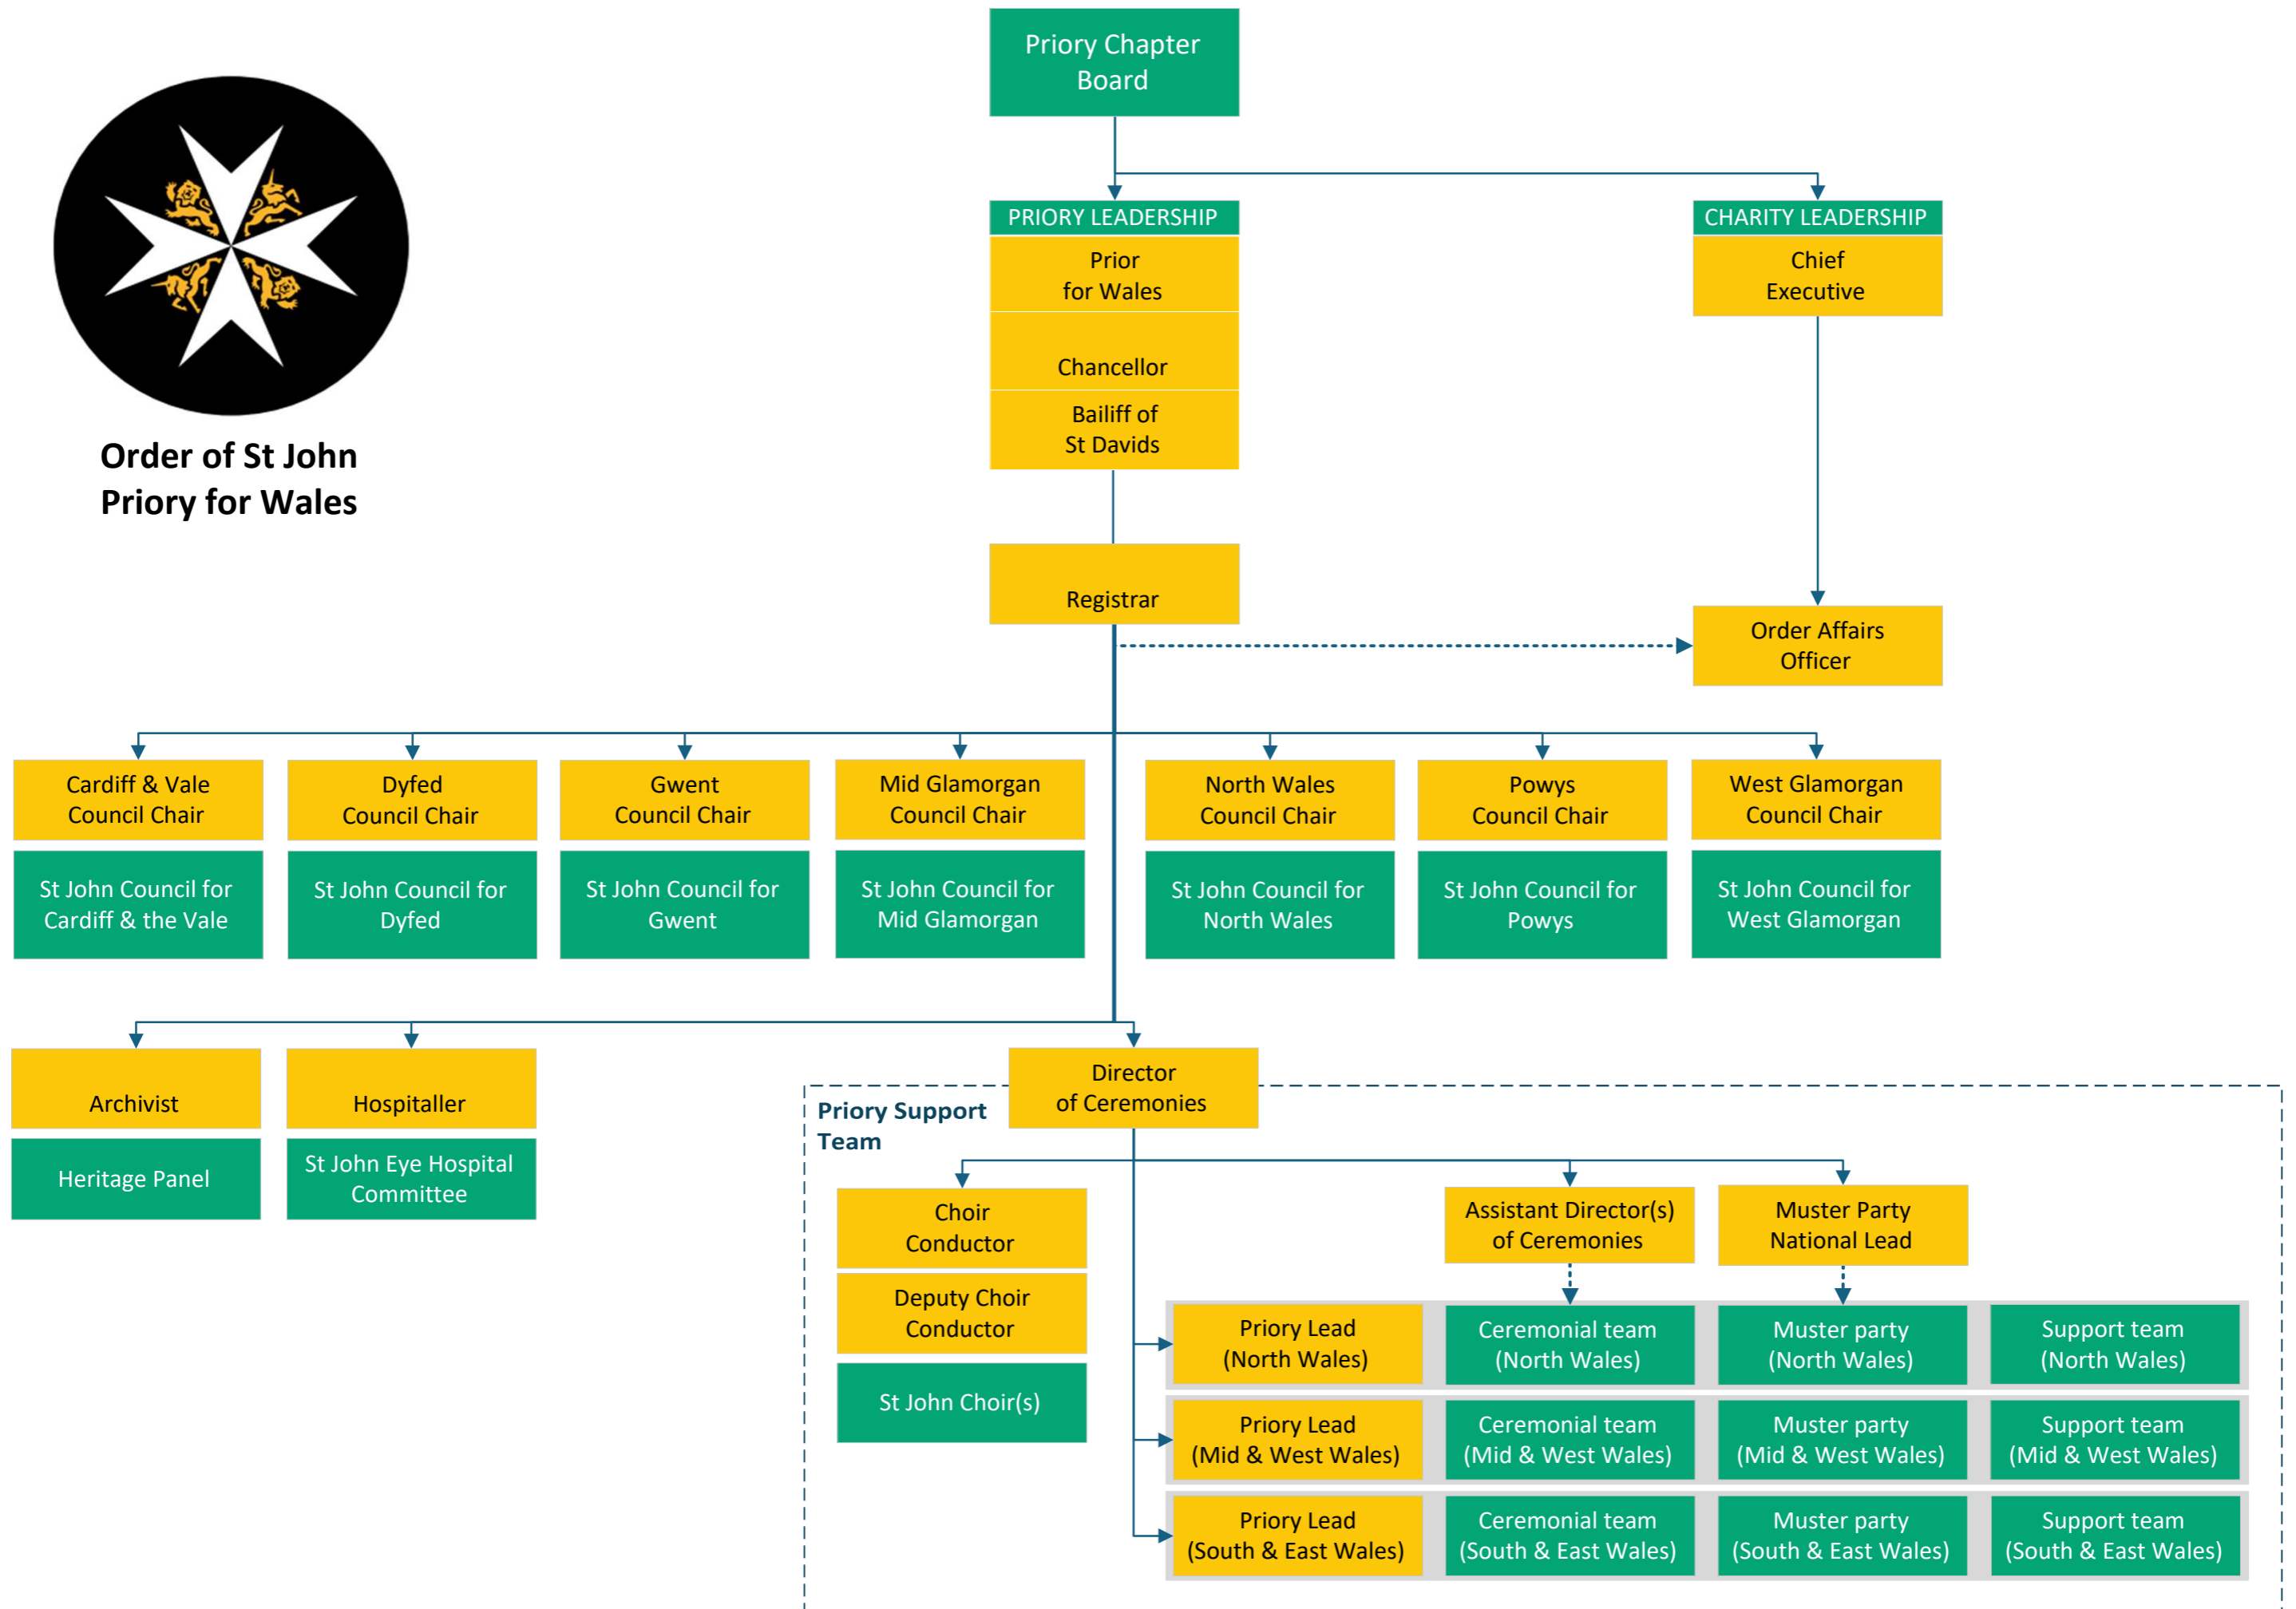 Priory Chapter
Board
Order of St John
Priory for Wales
PRIORY LEADERSHIP
Prior
for Wales
Chancellor
Bailiff of
St Davids
CHARITY LEADERSHIP
Chief
Executive
Registrar
Order Affairs
Officer
Cardiff & Vale
Council Chair
Dyfed
Council Chair
Gwent
Council Chair
Mid Glamorgan
Council Chair
North Wales
Council Chair
Powys
Council Chair
West Glamorgan
Council Chair
St John Council for
Cardiff & the Vale
St John Council for
Dyfed
St John Council for
Gwent
St John Council for
Mid Glamorgan
St John Council for
North Wales
St John Council for
Powys
St John Council for
West Glamorgan
Archivist
Heritage Panel
Hospitaller
St John Eye Hospital
Committee
Director
of Ceremonies
Priory Support
Team
Choir
Conductor
Deputy Choir
Conductor
St John Choir(s)
Assistant Director(s)
of Ceremonies
Muster Party
National Lead
Priory Lead
(North Wales)
Ceremonial team
(North Wales)
Muster party
(North Wales)
Support team
(North Wales)
Priory Lead
(Mid & West Wales)
Ceremonial team
(Mid & West Wales)
Muster party
(Mid & West Wales)
Support team
(Mid & West Wales)
Priory Lead
(South & East Wales)
Ceremonial team
(South & East Wales)
Muster party
(South & East Wales)
Support team
(South & East Wales)